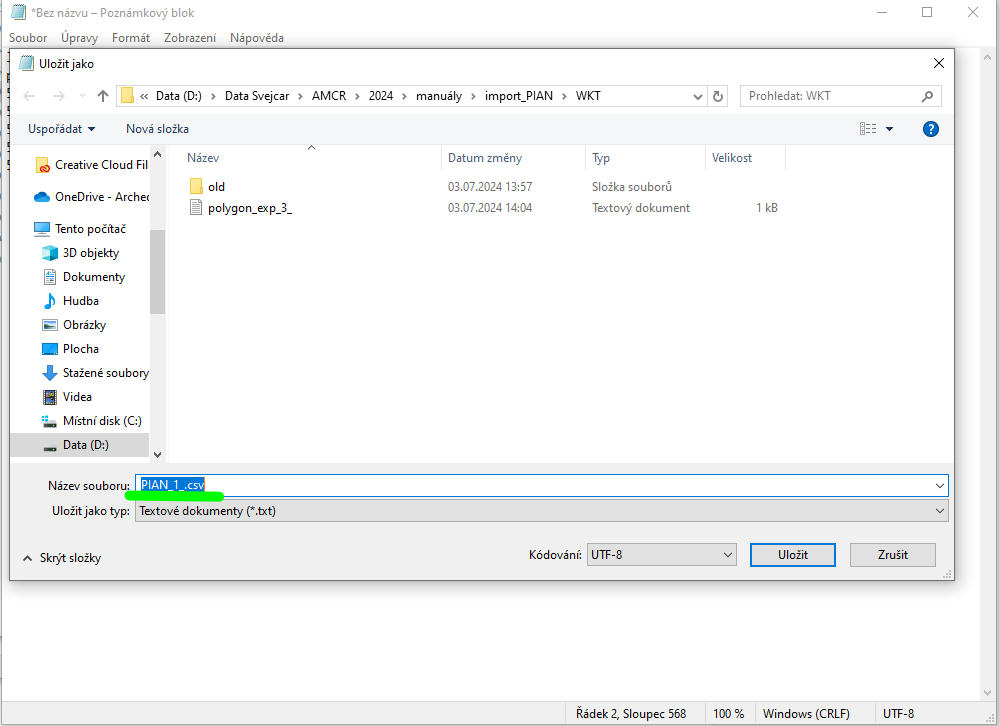 *Bez názvu – Poznámkový blok
Soubor Úpravy Formát Zobrazení Nápověda
Uložit jako
« Data (D:) › Data Svejcar › AMCR › 2024 › manuály › import_PIAN › WKT
Prohledat: WKT
Uspořádat Nová složka
Název Datum změny Typ Velikost
old 03.07.2024 13:57 Složka souborů
polygon_exp_3_ 03.07.2024 14:04 Textový dokument 1 kB
Creative Cloud Fil
OneDrive - Archec
Tento počítač
3D objekty
Dokumenty
Hudba
Obrázky
Plocha
Stažené soubory
Videa
Místní disk (C:)
Data (D:)
Název souboru: PIAN_1_.csv
Uložit jako typ: Textové dokumenty (*.txt)
Skrýt složky
Kódování: UTF-8
Uložit Zrušit
Řádek 2, Sloupec 568 100 % Windows (CRLF) UTF-8